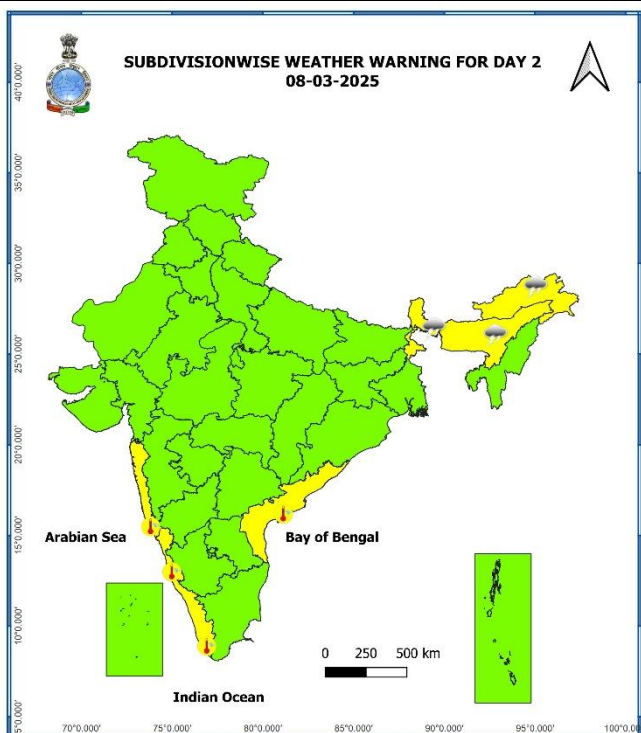 SUBDIVISIONWISE WEATHER WARNING FOR DAY 2
08-03-2025
40°0.000'
35°0.000'
30°0.000'
25°0.000'
20°0.000'
15°0.000'
10°0.000'
5°0.000'
Arabian Sea
Bay of Bengal
0 250 500 km
Indian Ocean
70°0.000' 75°0.000' 80°0.000' 85°0.000' 90°0.000' 95°0.000' 100°0.000'